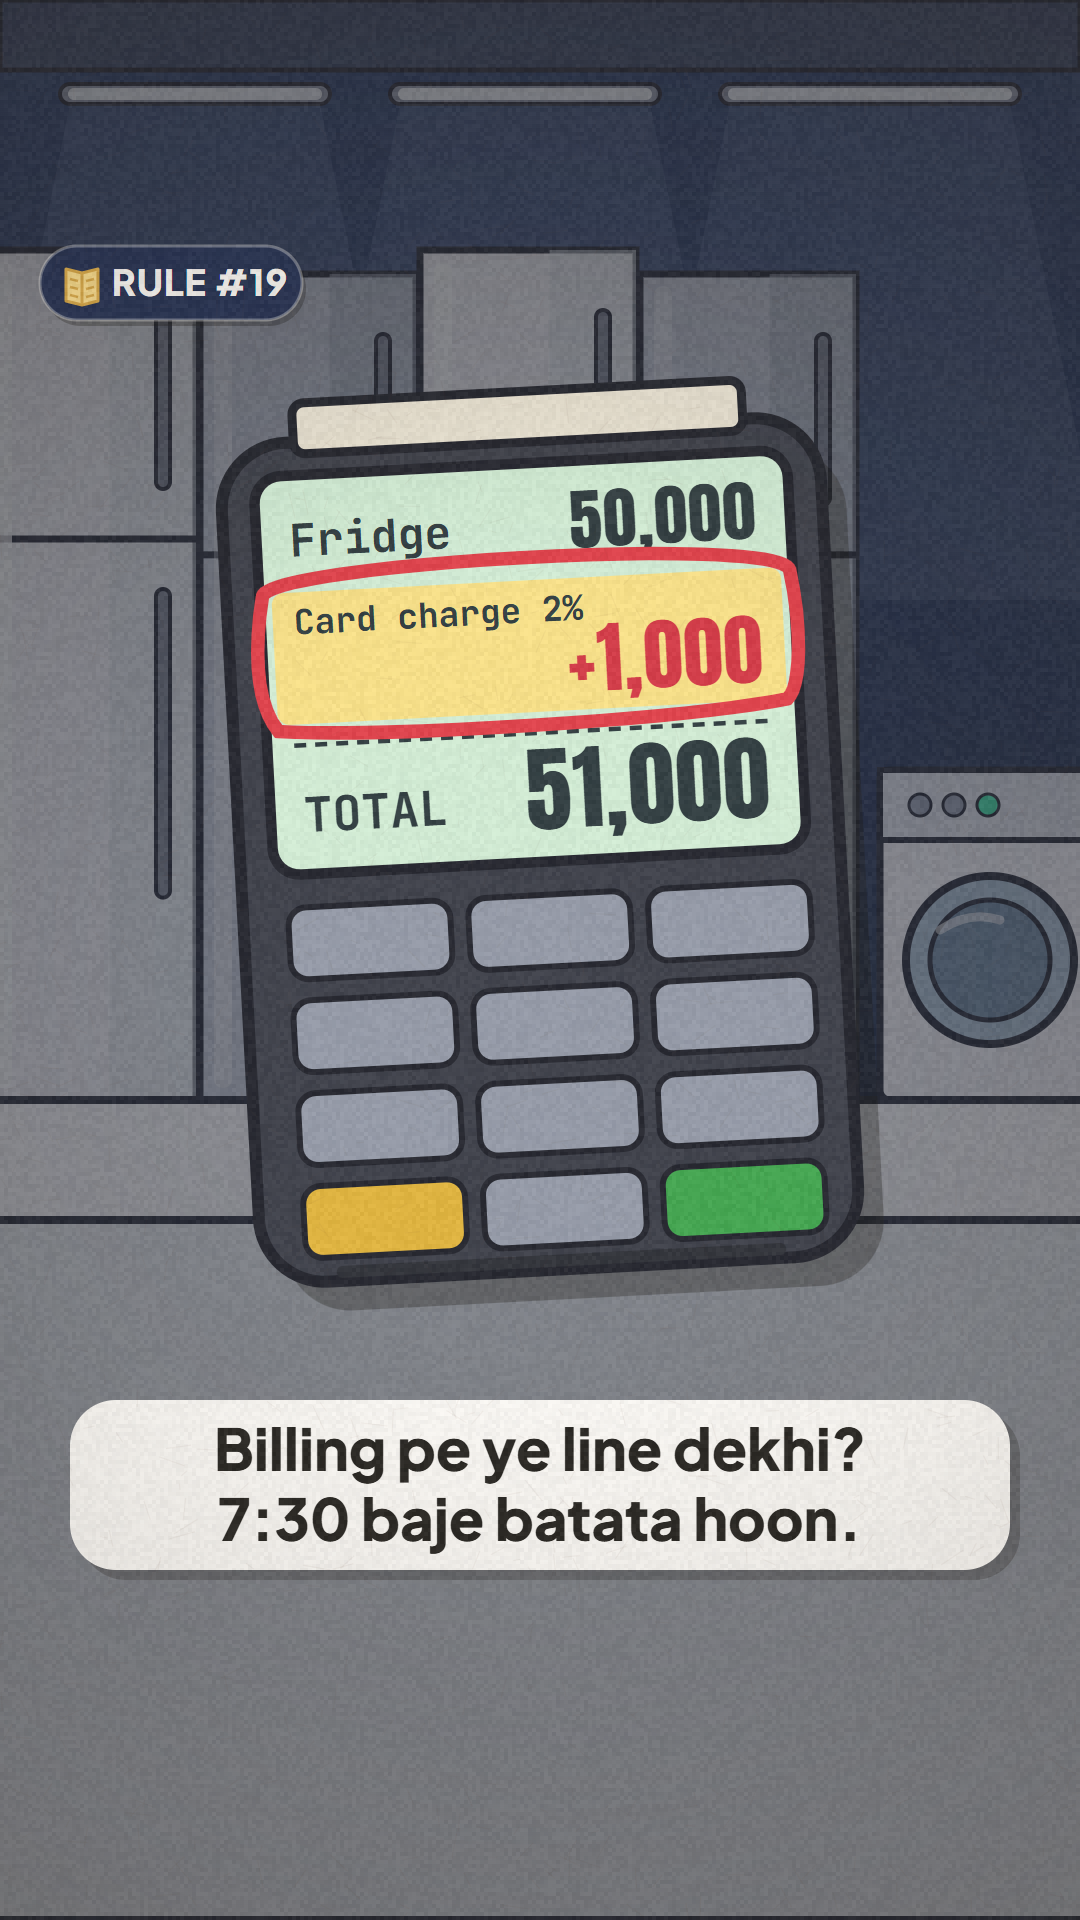 RULE #19
Fridge 50,000
Card charge 2%
+1,000
TOTAL 51,000
Billing pe ye line dekhi?
7:30 baje batata hoon.